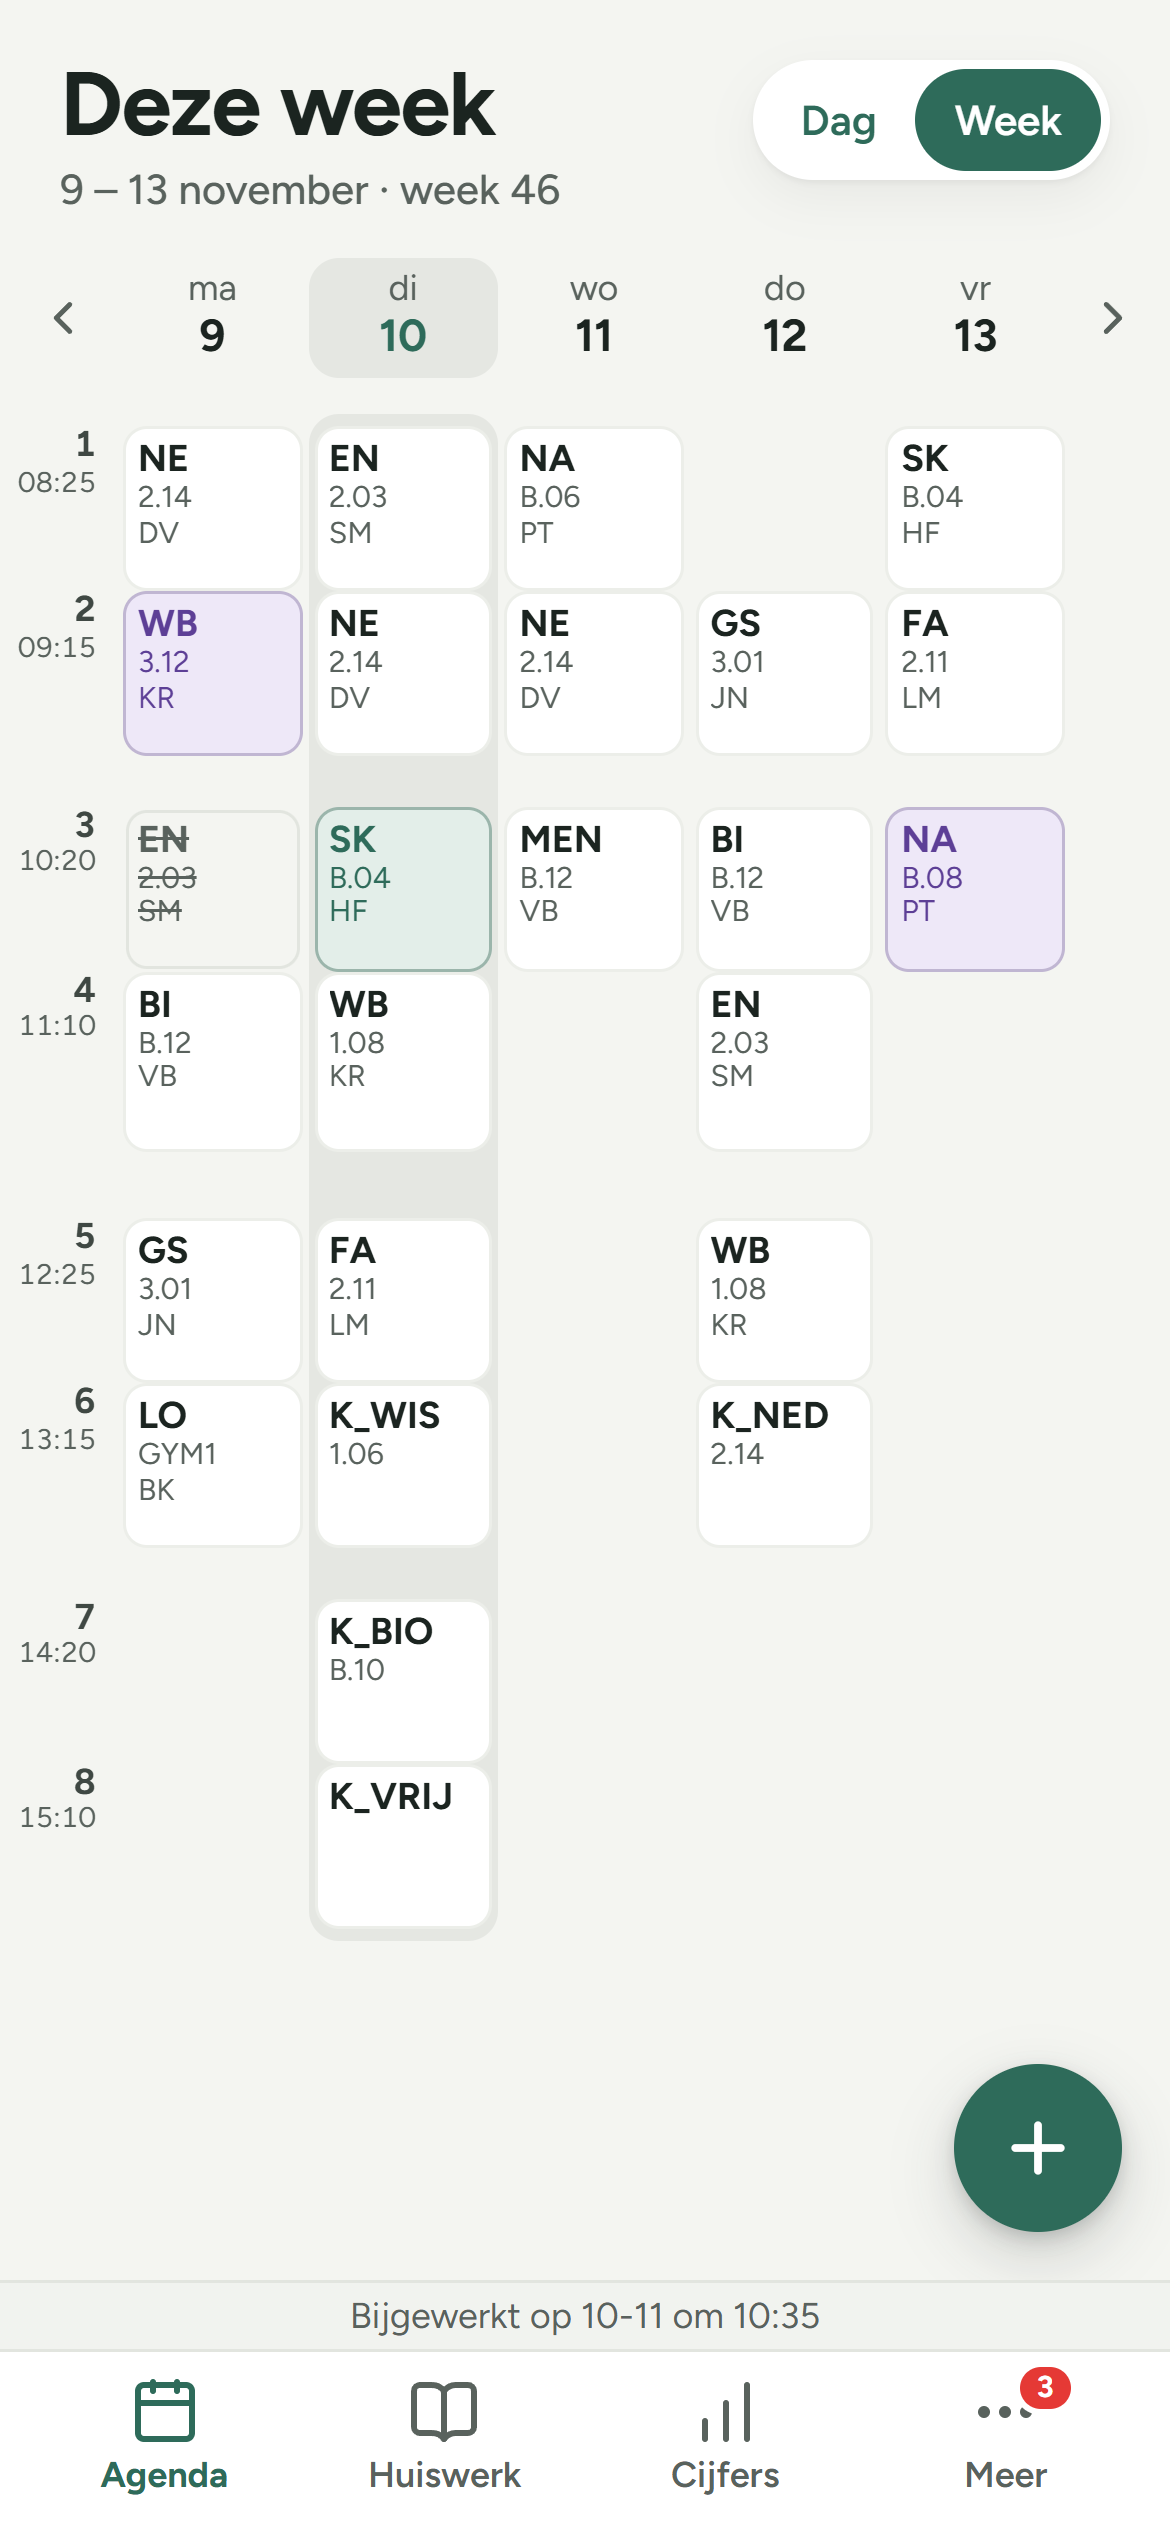 Deze week
9 – 13 november · week 46
Dag
Week
ma
9
di
10
wo
11
do
12
vr
13
1
08:25
NE
2.14
DV
EN
2.03
SM
NA
B.06
PT
SK
B.04
HF
2
09:15
WB
3.12
KR
NE
2.14
DV
NE
2.14
DV
GS
3.01
JN
FA
2.11
LM
3
10:20
EN
2.03
SM
SK
B.04
HF
MEN
B.12
VB
BI
B.12
VB
NA
B.08
PT
4
11:10
BI
B.12
VB
WB
1.08
KR
EN
2.03
SM
5
12:25
GS
3.01
JN
FA
2.11
LM
WB
1.08
KR
6
13:15
LO
GYM1
BK
K_WIS
1.06
K_NED
2.14
7
14:20
K_BIO
B.10
8
15:10
K_VRIJ
Bijgewerkt op 10-11 om 10:35
Agenda
Huiswerk
Cijfers
3
Meer